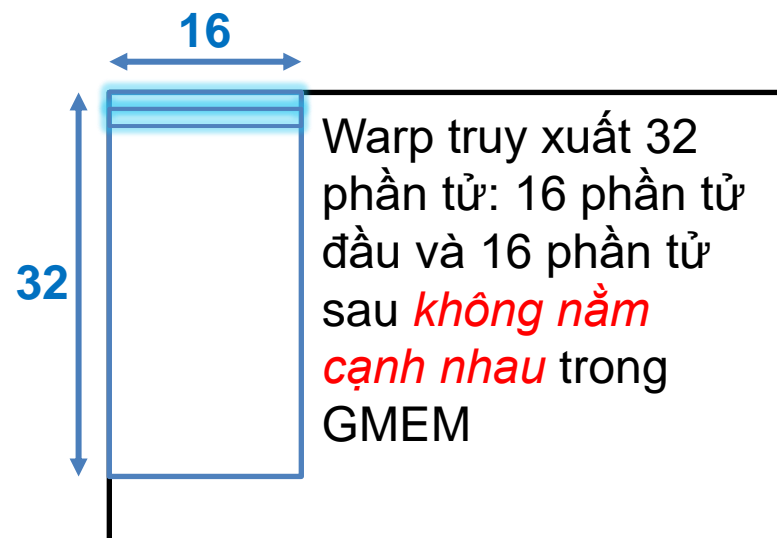 16
32
Warp truy xuất 32
phần tử: 16 phần tử
đầu và 16 phần tử
sau không nằm
cạnh nhau trong
GMEM